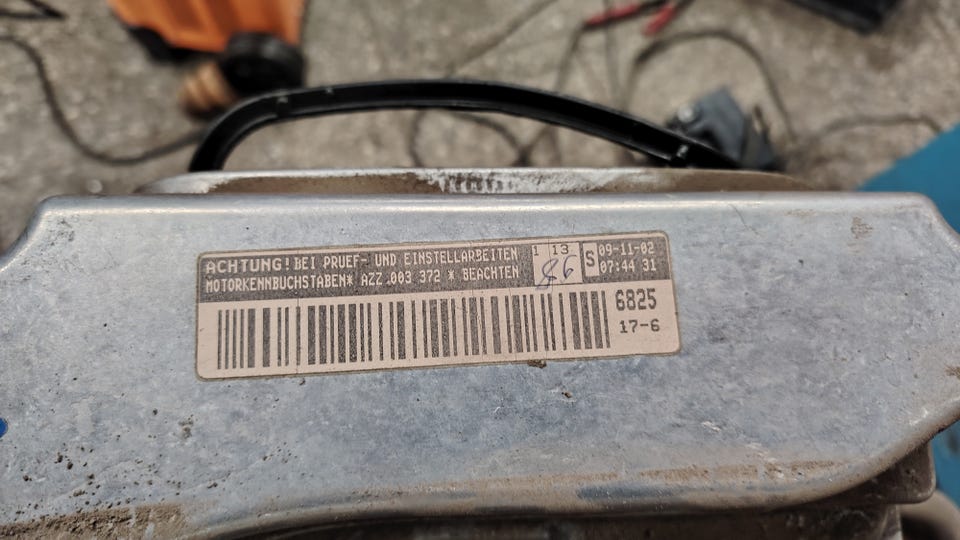 ACHTUNG! BEI PRUEF- UND EINSTELLARBEITEN
MOTORKENNBUCHSTABEN* AZZ 003 372 * BEACHTEN
1 13
86
S
09-11-02
07:44 31
6825
17-6